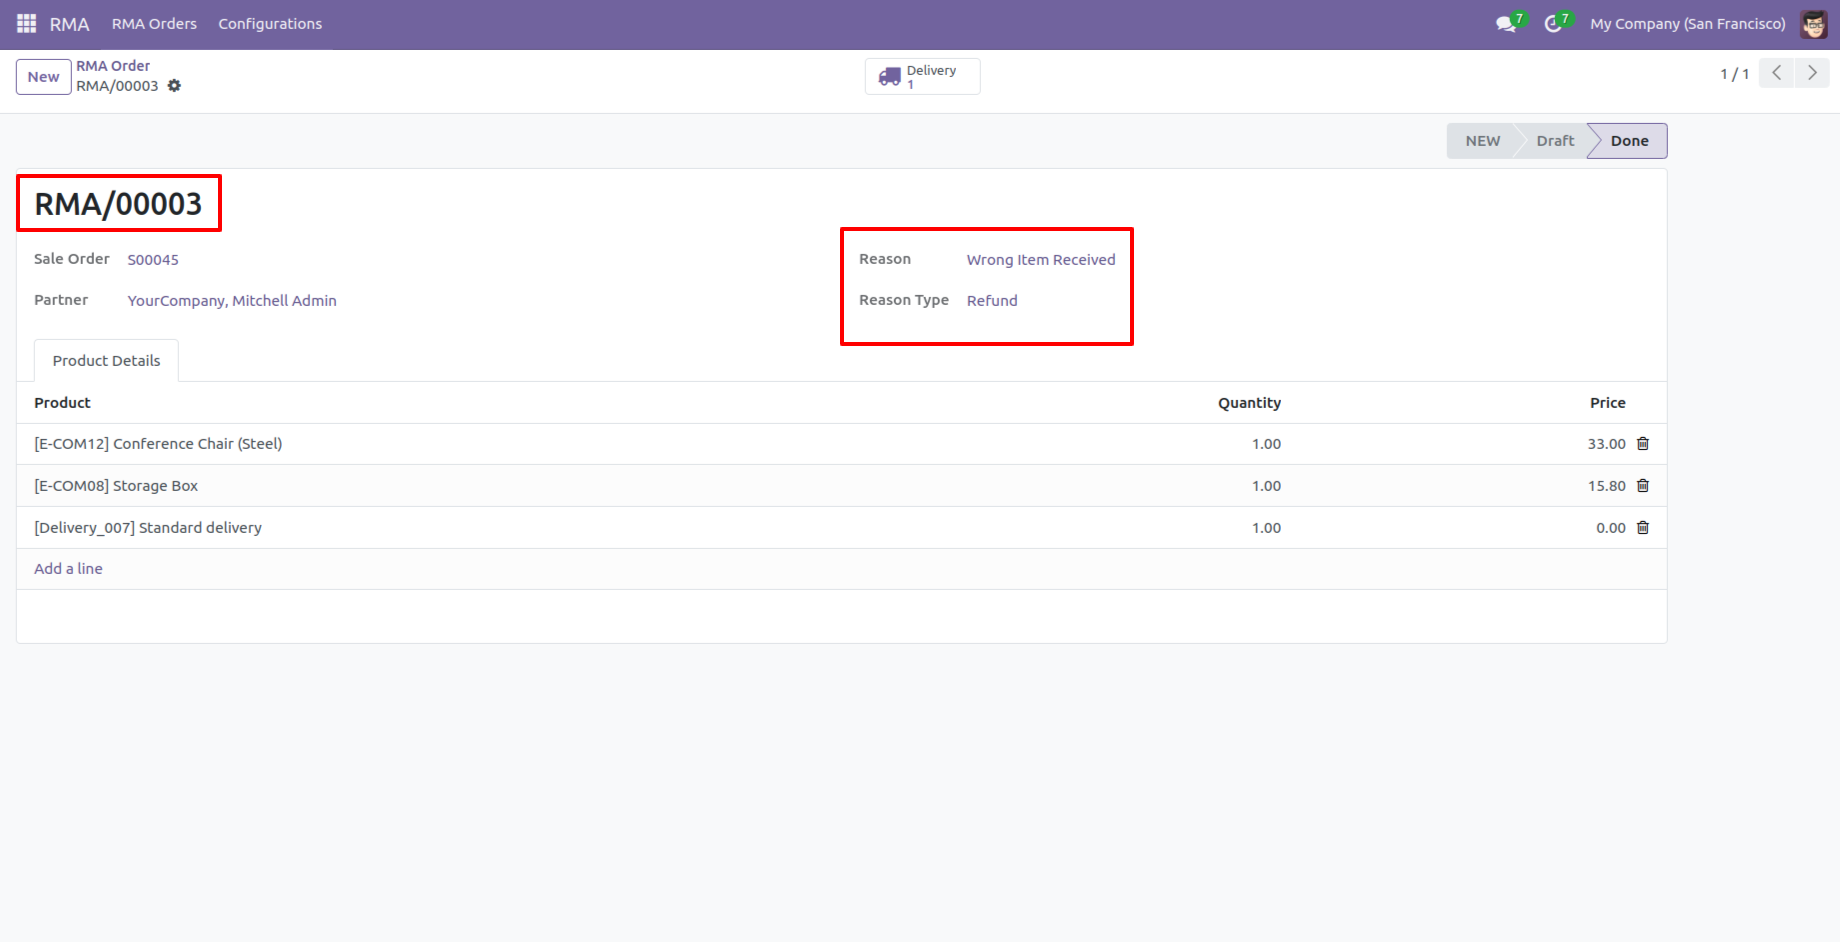 RMA RMA Orders Configurations 7 7 My Company (San Francisco)
New RMA Order Delivery 1 / 1
RMA/00003 1
NEW Draft Done
RMA/00003
Sale Order S00045 Reason Wrong Item Received
Partner YourCompany, Mitchell Admin Reason Type Refund
Product Details
Product Quantity Price
[E-COM12] Conference Chair (Steel) 1.00 33.00
[E-COM08] Storage Box 1.00 15.80
[Delivery_007] Standard delivery 1.00 0.00
Add a line